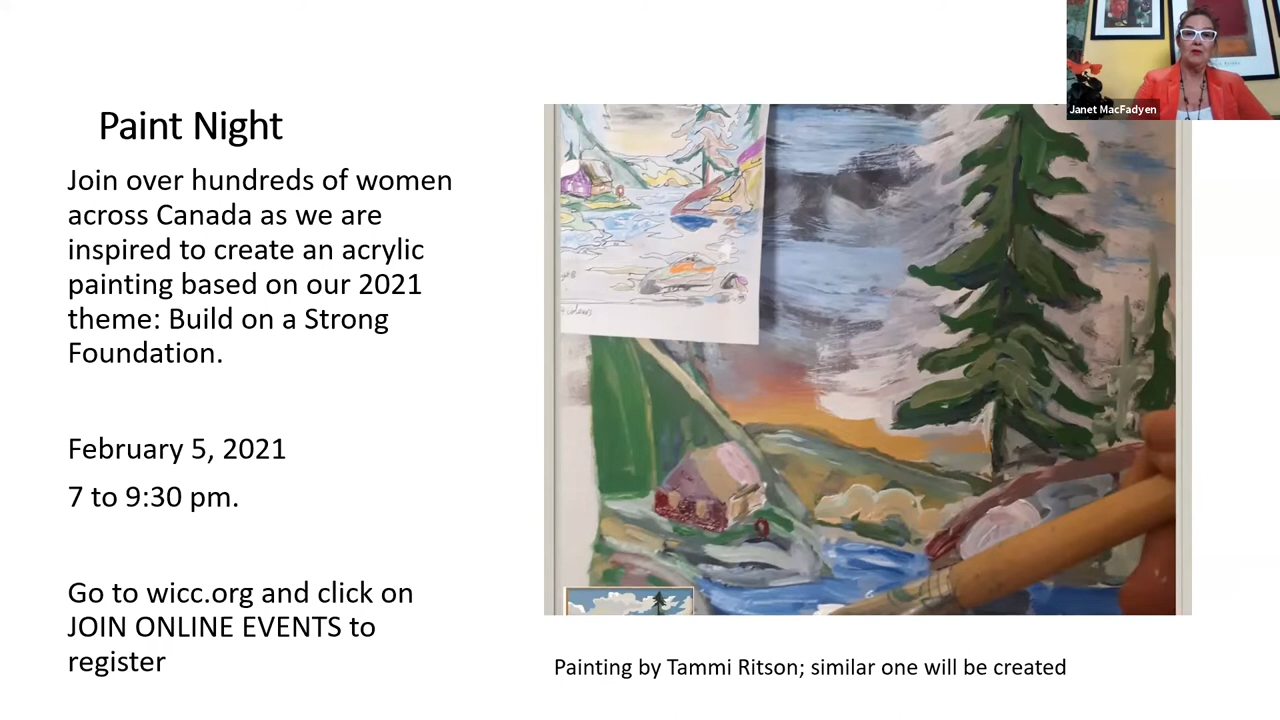 Janet MacFadyen
Paint Night
Join over hundreds of women
across Canada as we are
inspired to create an acrylic
painting based on our 2021
theme: Build on a Strong
Foundation.
February 5, 2021
7 to 9:30 pm.
Go to wicc.org and click on
JOIN ONLINE EVENTS to
register
Painting by Tammi Ritson; similar one will be created